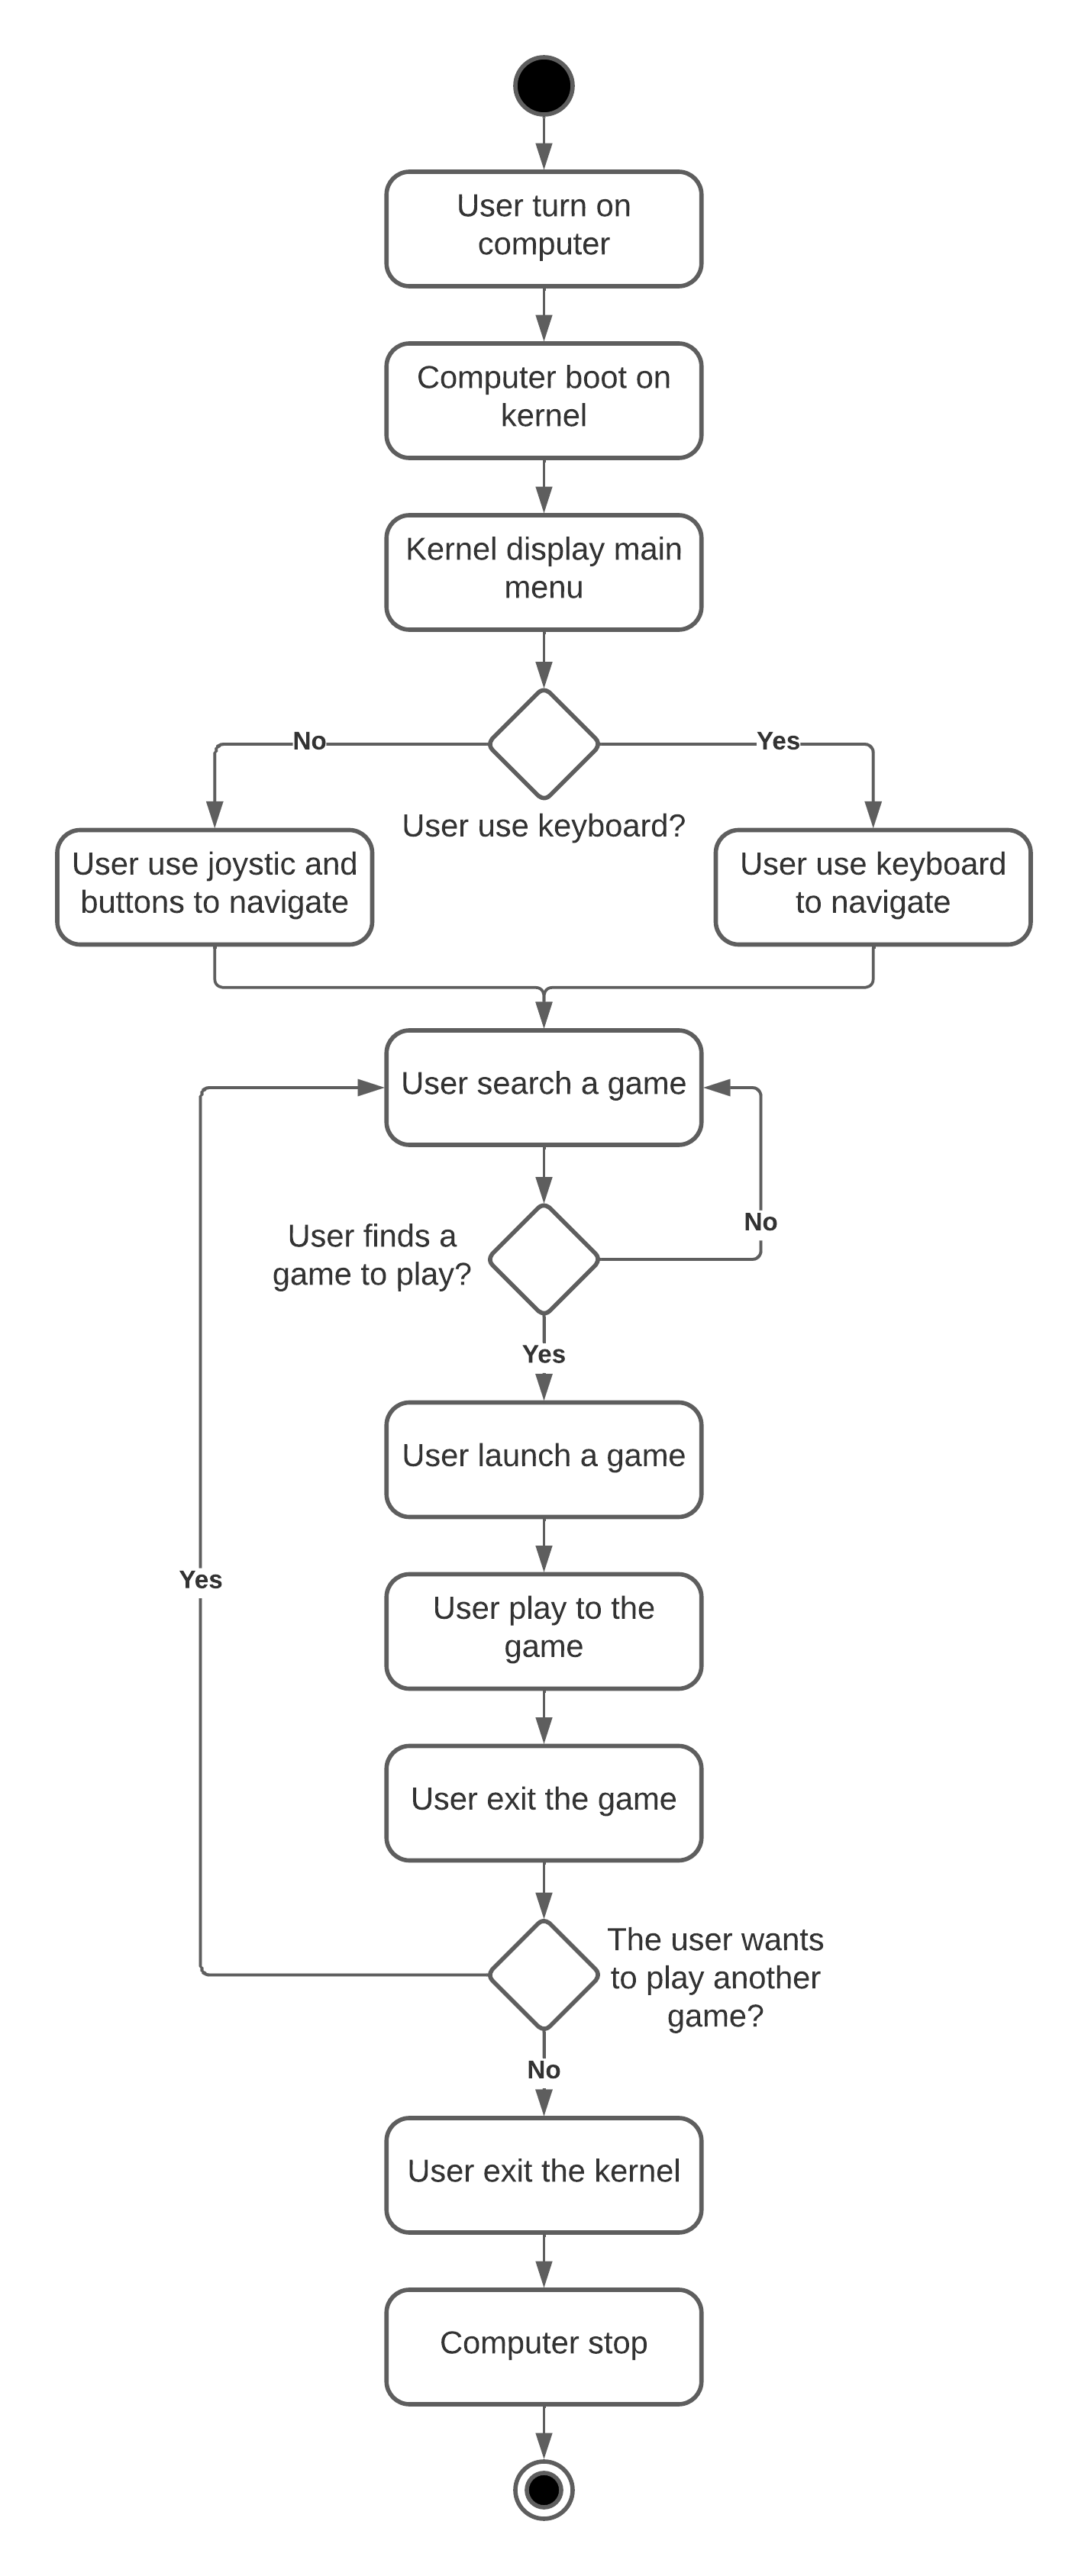 User turn on
computer
Computer boot on
kernel
Kernel display main
menu
No
Yes
User use keyboard?
User use joystic and
buttons to navigate
User use keyboard
to navigate
User search a game
No
User finds a
game to play?
Yes
User launch a game
Yes
User play to the
game
User exit the game
The user wants
to play another
game?
No
User exit the kernel
Computer stop